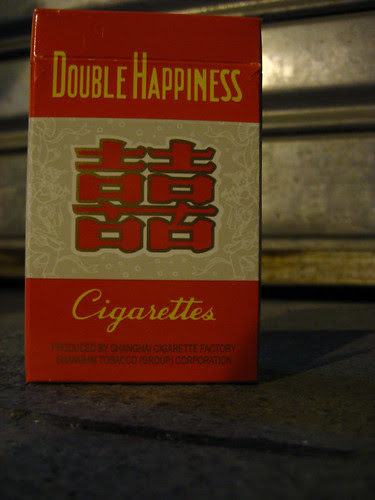 DOUBLE HAPPINESS
囍
Cigarettes
PRODUCED BY SHANGHAI CIGARETTE FACTORY
SHANGHAI TOBACCO (GROUP) CORPORATION